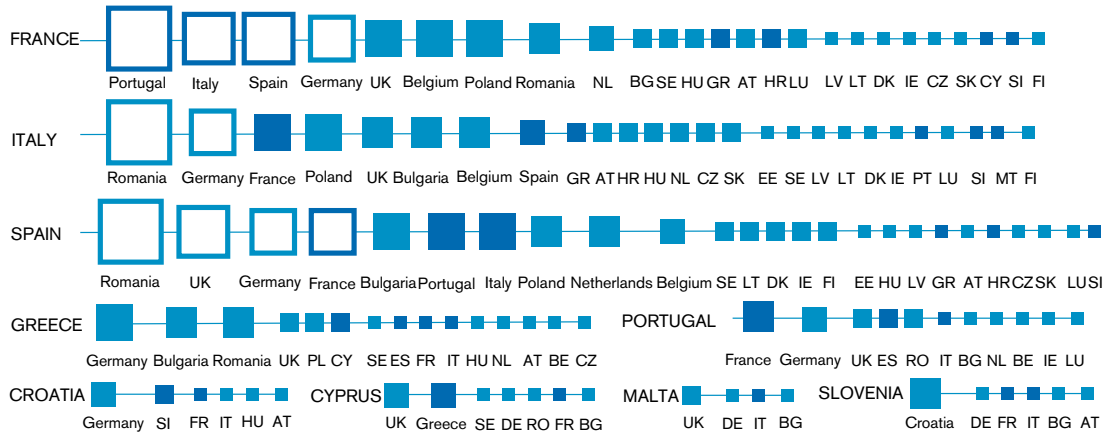 FRANCE
Portugal Italy Spain Germany UK Belgium Poland Romania NL BG SE HU GR AT HR LU LV LT DK IE CZ SK CY SI FI
ITALY
Romania Germany France Poland UK Bulgaria Belgium Spain GR AT HR HU NL CZ SK EE SE LV LT DK IE PT LU SI MT FI
SPAIN
Romania UK Germany France Bulgaria Portugal Italy Poland Netherlands Belgium SE LT DK IE FI EE HU LV GR AT HR CZ SK LU SI
GREECE PORTUGAL
Germany Bulgaria Romania UK PL CY SE ES FR IT HU NL AT BE CZ France Germany UK ES RO IT BG NL BE IE LU
CROATIA CYPRUS MALTA SLOVENIA
Germany SI FR IT HU AT UK Greece SE DE RO FR BG UK DE IT BG Croatia DE FR IT BG AT